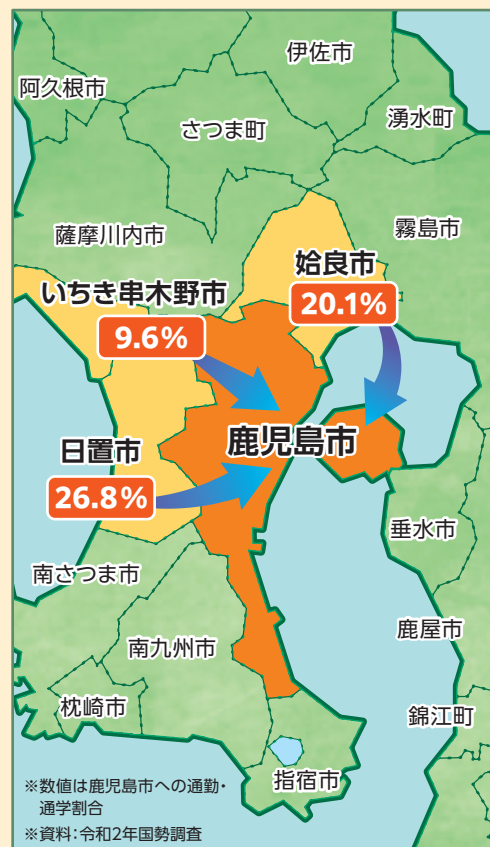 伊佐市
阿久根市
湧水町
さつま町
霧島市
薩摩川内市
姶良市
20.1%
いちき串木野市
9.6%
鹿児島市
日置市
26.8%
垂水市
南さつま市
鹿屋市
南九州市
枕崎市
錦江町
指宿市
※数値は鹿児島市への通勤・
通学割合
※資料:令和2年国勢調査